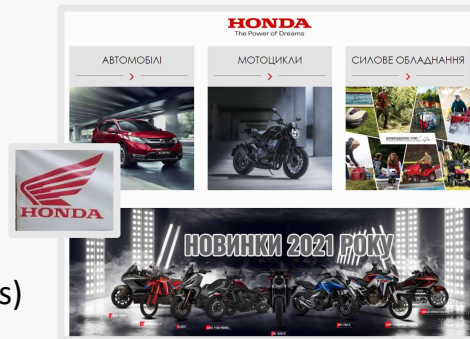 HONDA
The Power of Dreams
АВТОМОБІЛІ
МОТОЦИКЛИ
СИЛОВЕ ОБЛАДНАННЯ
HONDA
НОВИНКИ 2021 РОКУ
s)